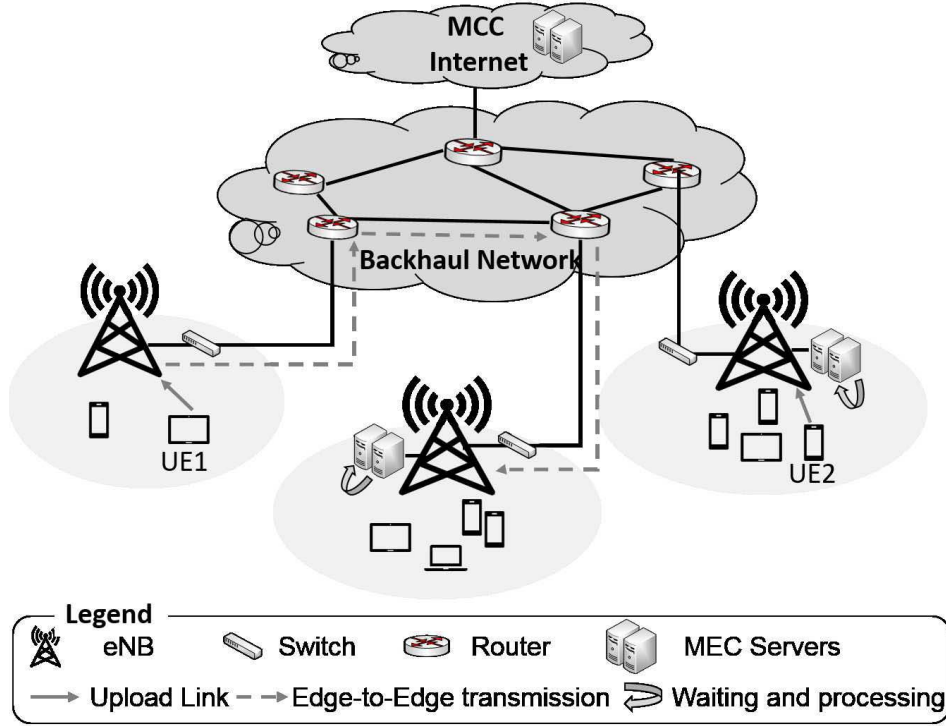 MCC
Internet
Backhaul Network
UE1
UE2
Legend
eNB
Switch
Router
MEC Servers
Upload Link
Edge-to-Edge transmission
Waiting and processing